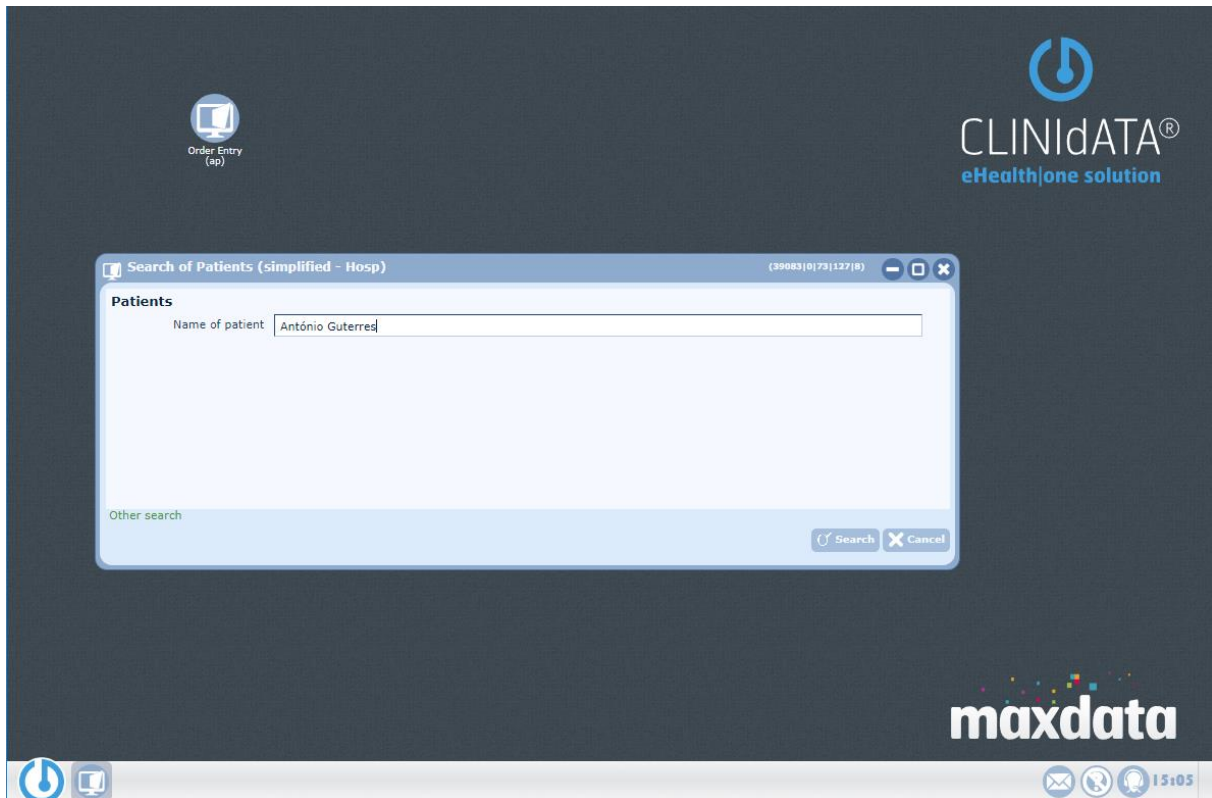 CLINIdATA®
eHealth|one solution
Order Entry
(ap)
Search of Patients (simplified - Hosp)
(39083|0|73|127|8)
Patients
Name of patient
António Guterres
Other search
Search
Cancel
maxdata
15:05